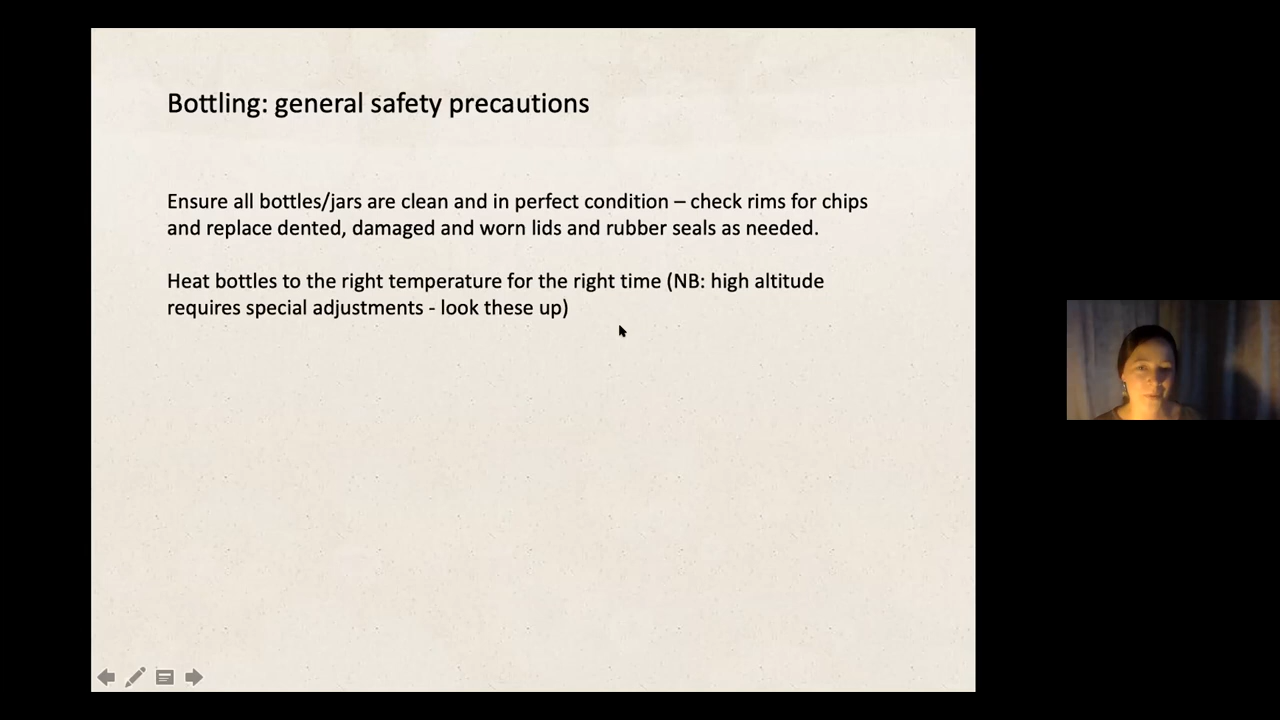 Bottling: general safety precautions
Ensure all bottles/jars are clean and in perfect condition – check rims for chips
and replace dented, damaged and worn lids and rubber seals as needed.
Heat bottles to the right temperature for the right time (NB: high altitude
requires special adjustments - look these up)